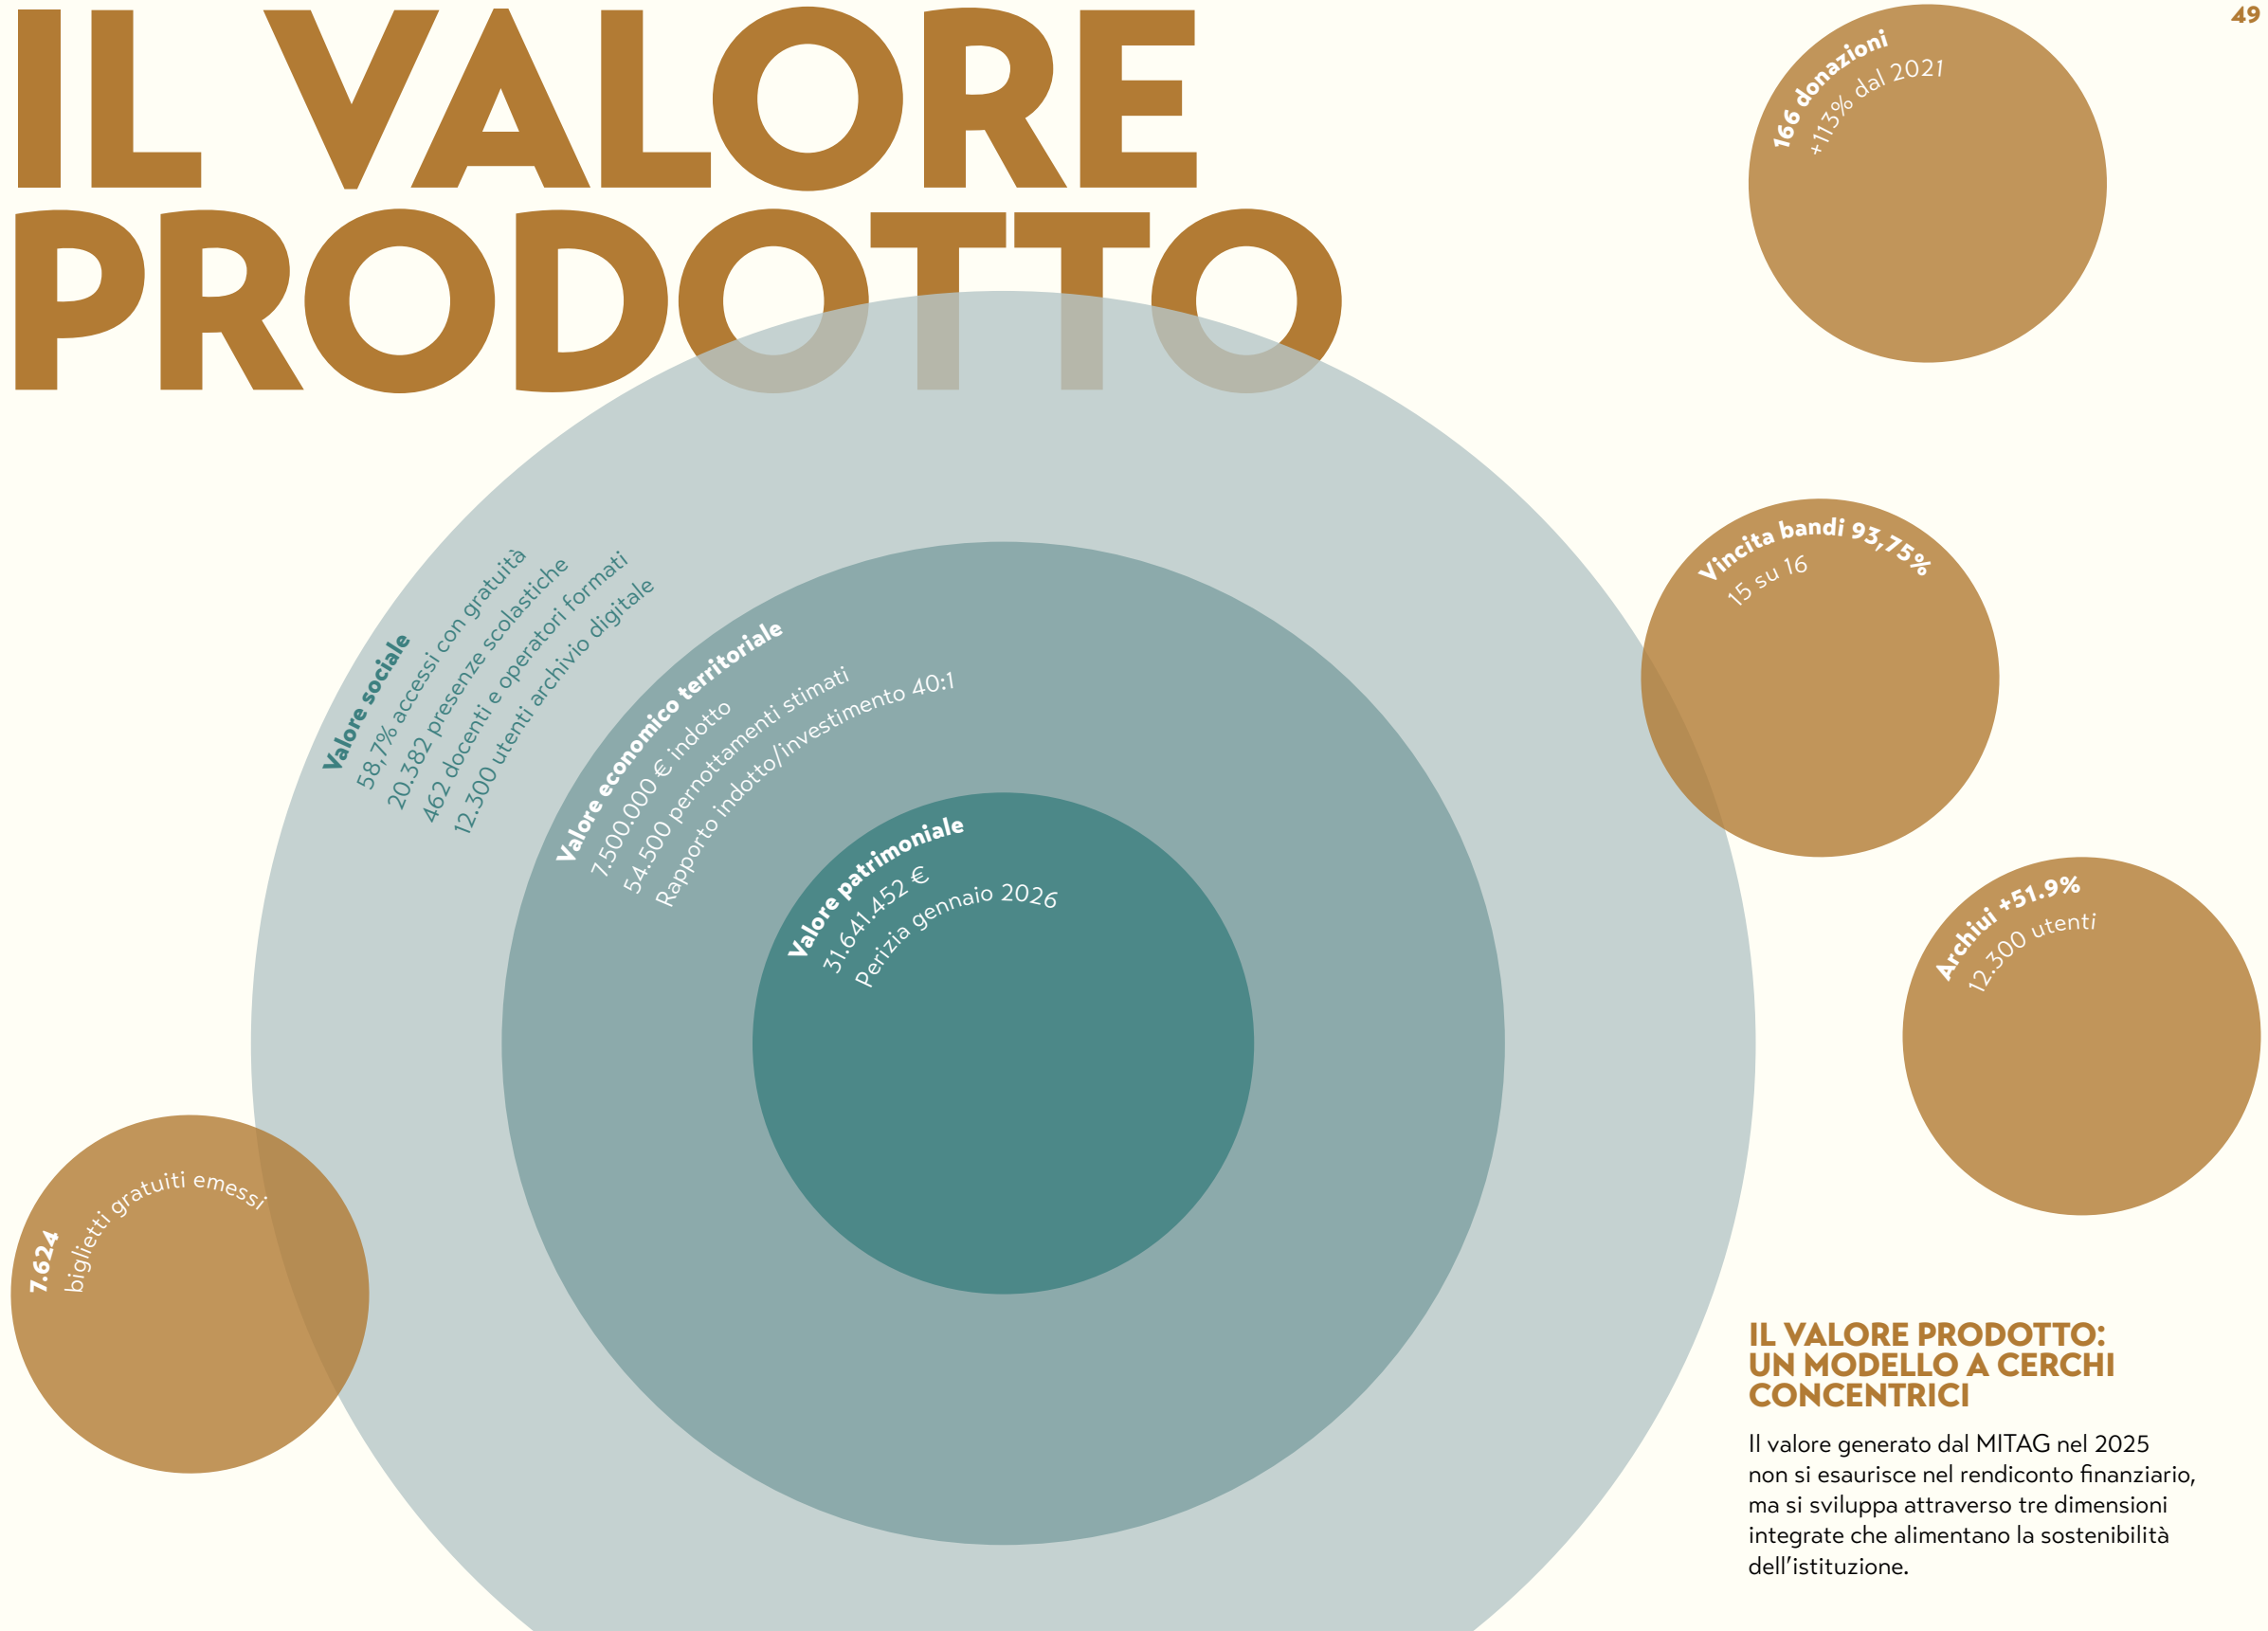 49
IL VALORE
PRODOTTO
166 donazioni
+113% dal 2021
Vincita bandi 93,75%
15 su 16
Valore sociale
58,7% accessi con gratuità
20.382 presenze scolastiche
462 docenti e operatori formati
12.300 utenti archivio digitale
Valore economico territoriale
7.500.000 € indotto
54.500 pernottamenti stimati
Rapporto indotto/investimento 40:1
Valore patrimoniale
31.641.452 €
Perizia gennaio 2026
Archiui +51.9%
12.300 utenti
7.624
biglietti gratuiti emessi
IL VALORE PRODOTTO:
UN MODELLO A CERCHI
CONCENTRICI
Il valore generato dal MITAG nel 2025
non si esaurisce nel rendiconto finanziario,
ma si sviluppa attraverso tre dimensioni
integrate che alimentano la sostenibilità
dell’istituzione.